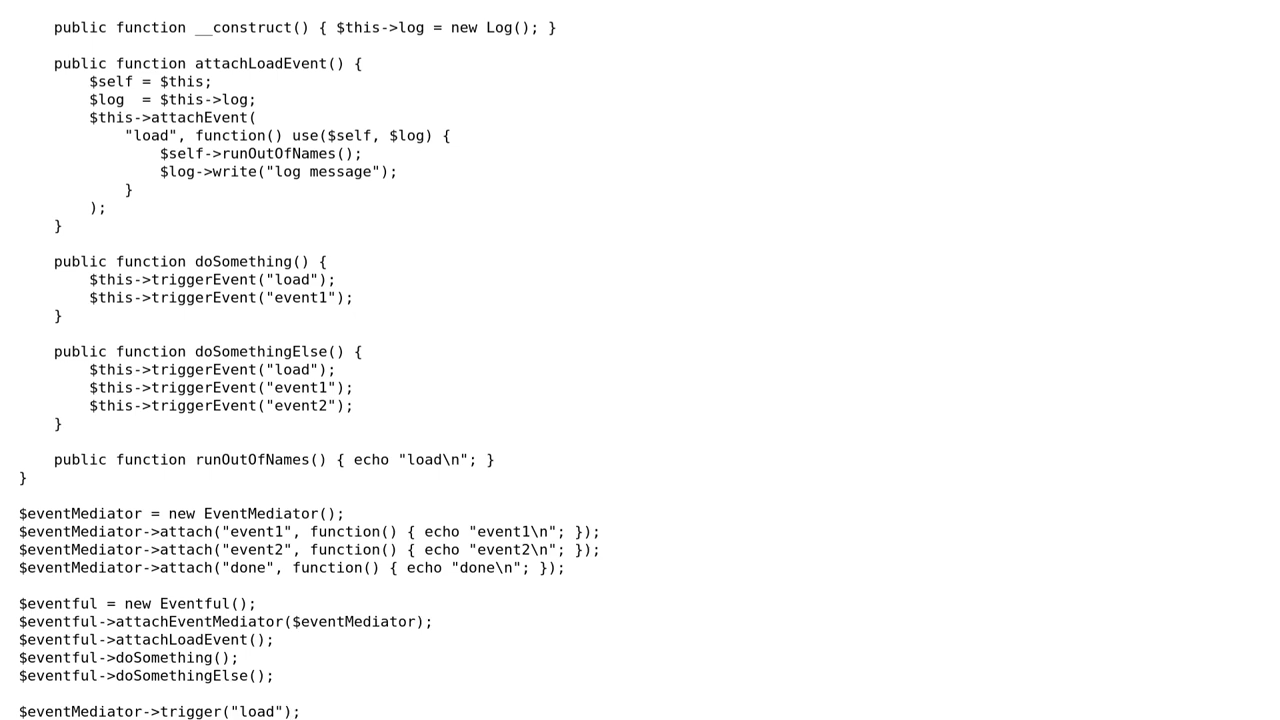 public function __construct() { $this->log = new Log(); }

    public function attachLoadEvent() {
        $self = $this;
        $log  = $this->log;
        $this->attachEvent(
            "load", function() use($self, $log) {
                $self->runOutOfNames();
                $log->write("log message");
            }
        );
    }

    public function doSomething() {
        $this->triggerEvent("load");
        $this->triggerEvent("event1");
    }

    public function doSomethingElse() {
        $this->triggerEvent("load");
        $this->triggerEvent("event1");
        $this->triggerEvent("event2");
    }

    public function runOutOfNames() { echo "load\n"; }
}

$eventMediator = new EventMediator();
$eventMediator->attach("event1", function() { echo "event1\n"; });
$eventMediator->attach("event2", function() { echo "event2\n"; });
$eventMediator->attach("done", function() { echo "done\n"; });

$eventful = new Eventful();
$eventful->attachEventMediator($eventMediator);
$eventful->attachLoadEvent();
$eventful->doSomething();
$eventful->doSomethingElse();

$eventMediator->trigger("load");